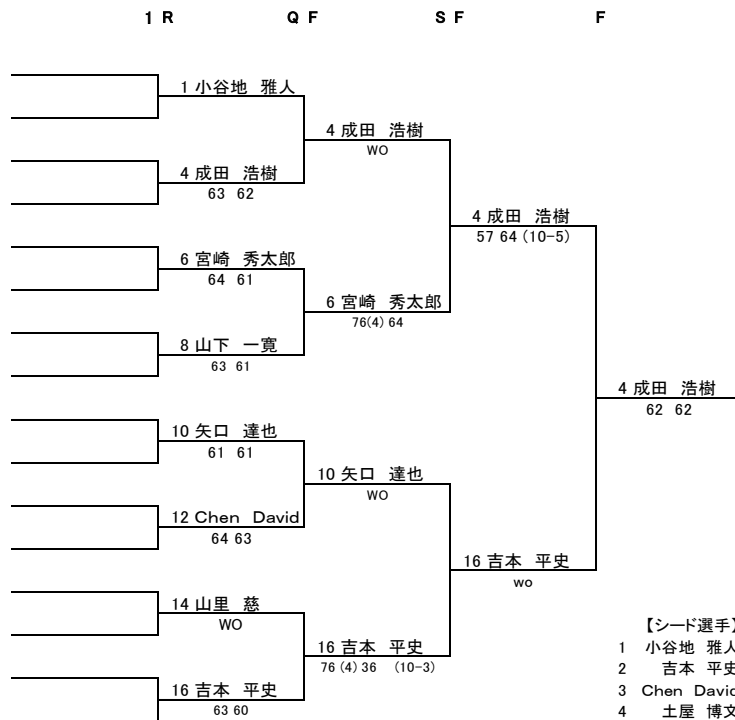 1 R Q F S F F
1 小谷地 雅人
4 成田 浩樹
WO
4 成田 浩樹
63 62
4 成田 浩樹
57 64 (10-5)
6 宮崎 秀太郎
64 61
6 宮崎 秀太郎
76(4) 64
8 山下 一寛
63 61
4 成田 浩樹
62 62
10 矢口 達也
61 61
10 矢口 達也
WO
12 Chen David
64 63
16 吉本 平史
wo
14 山里 慈
WO
16 吉本 平史
76 (4) 36 (10-3)
16 吉本 平史
63 60
【シード選手】
1 小谷地 雅人
2 吉本 平史
3 Chen David
4 土屋 博文